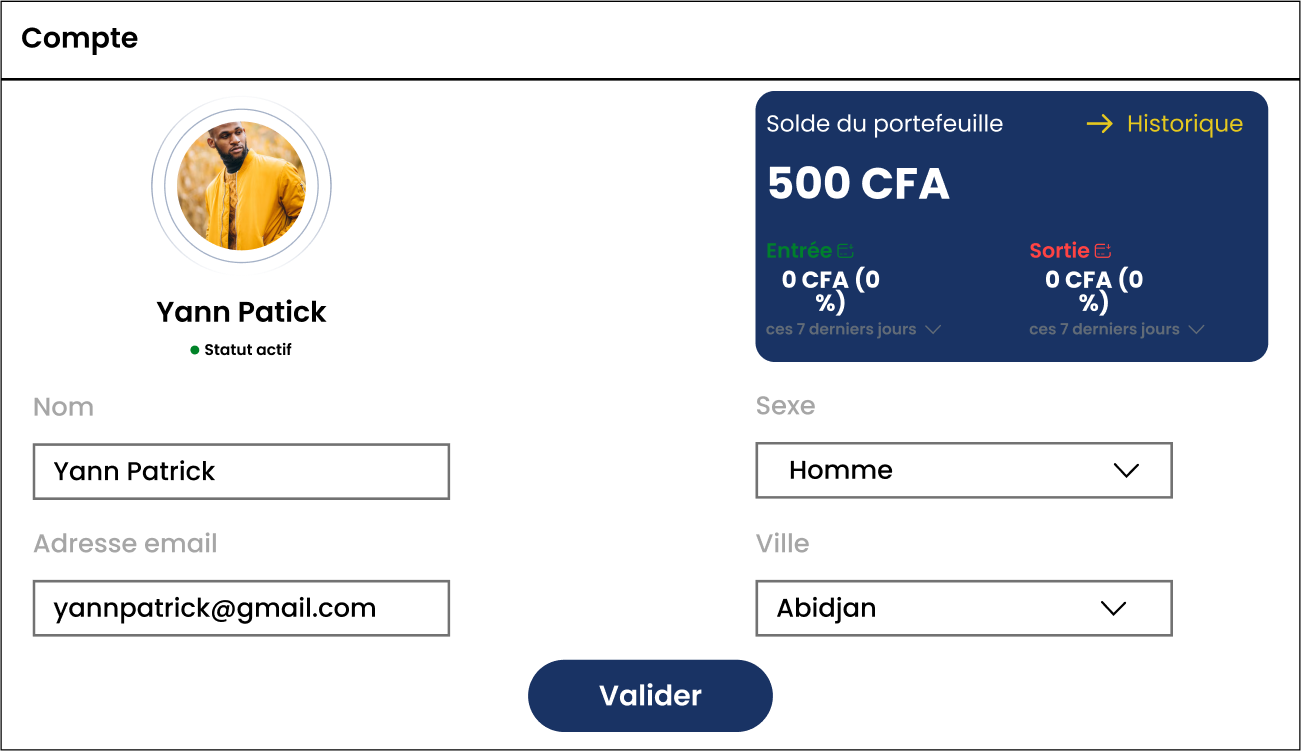 Compte
Yann Patick
Statut actif
Solde du portefeuille
Historique
500 CFA
Entrée
0 CFA (0
%)
ces 7 derniers jours
Sortie
0 CFA (0
%)
ces 7 derniers jours
Nom
Yann Patrick
Sexe
Homme
Adresse email
yannpatrick@gmail.com
Ville
Abidjan
Valider